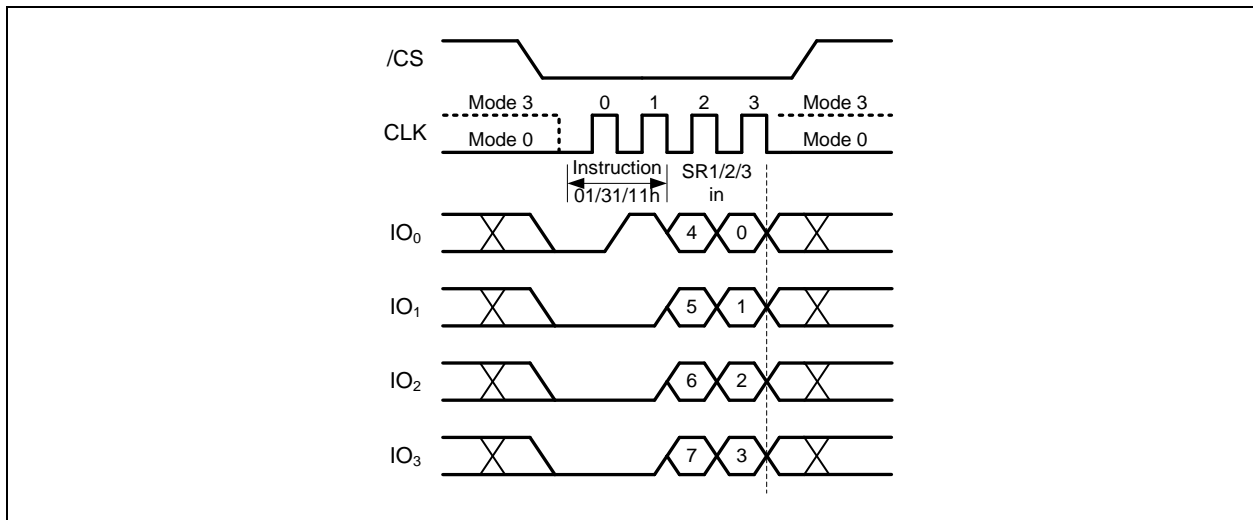 /CS
Mode 3 0 1 2 3 Mode 3
CLK
Mode 0 Mode 0
Instruction SR1/2/3
01/31/11h in
IO₀ 4 0
IO₁ 5 1
IO₂ 6 2
IO₃ 7 3